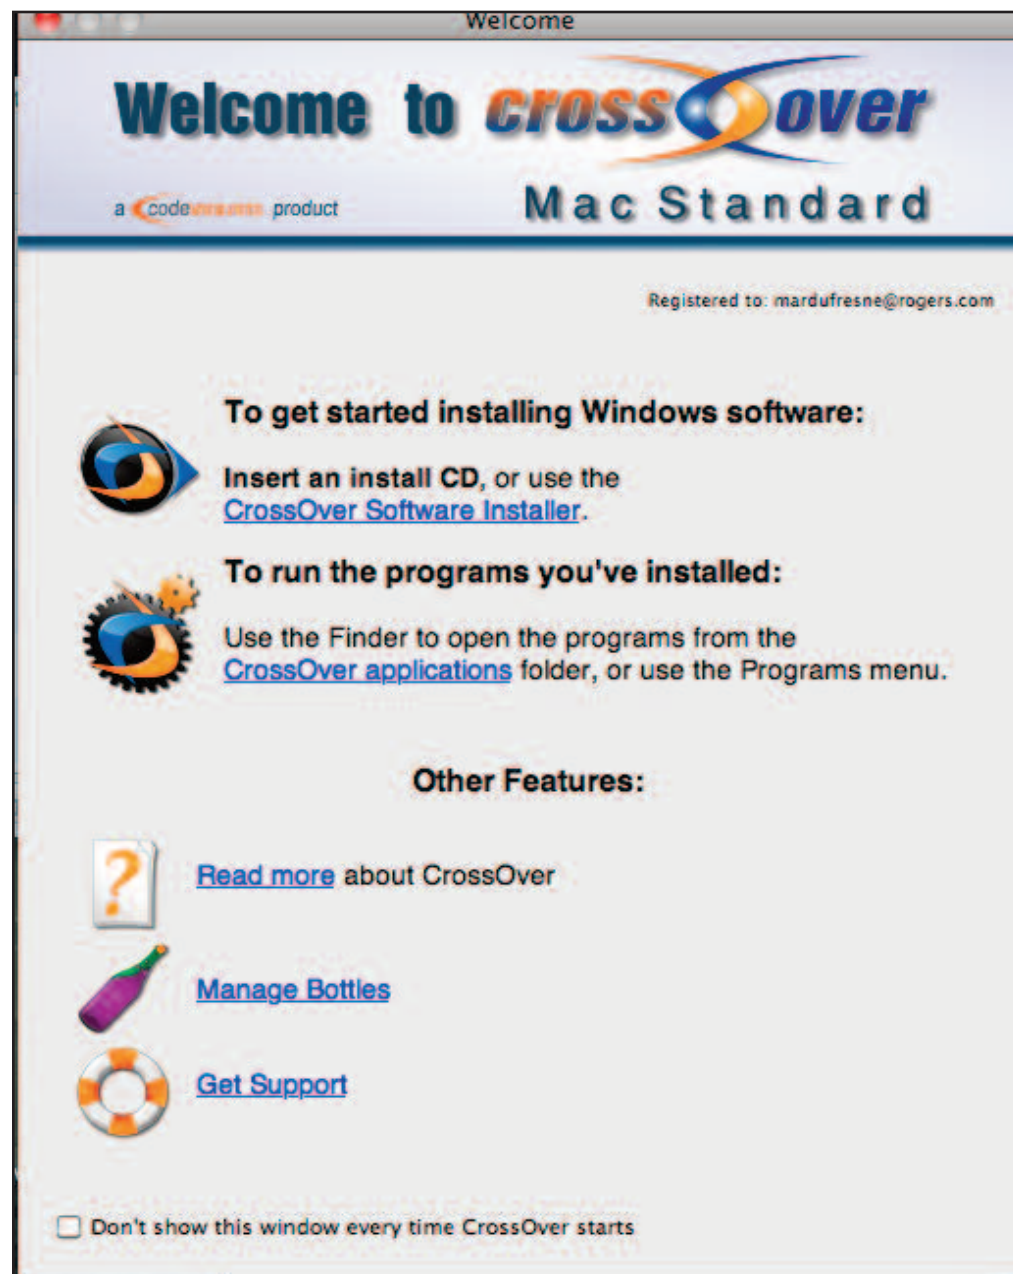 Welcome
Welcome to crossover
Mac Standard
a codeweavers product
Registered to: mardufresne@rogers.com
To get started installing Windows software:
Insert an install CD, or use the
CrossOver Software Installer.
To run the programs you've installed:
Use the Finder to open the programs from the
CrossOver applications folder, or use the Programs menu.
Other Features:
?
Read more about CrossOver
Manage Bottles
Get Support
Don't show this window every time CrossOver starts